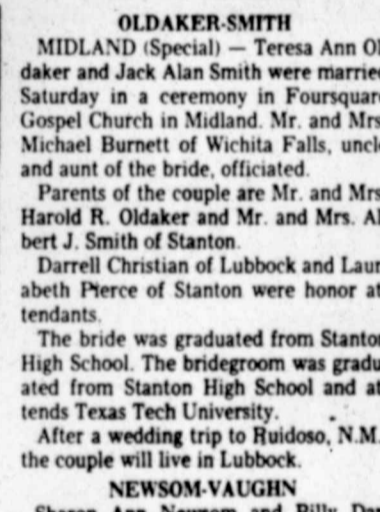 OLDAKER-SMITH
MIDLAND (Special) — Teresa Ann Ol
daker and Jack Alan Smith were marrie
Saturday in a ceremony in Foursquar
Gospel Church in Midland. Mr. and Mrs
Michael Burnett of Wichita Falls, uncl
and aunt of the bride, officiated.
Parents of the couple are Mr. and Mrs
Harold R. Oldaker and Mr. and Mrs. Al
bert J. Smith of Stanton.
Darrell Christian of Lubbock and Laur
abeth Pierce of Stanton were honor at
tendants.
The bride was graduated from Stanto
High School. The bridegroom was gradu
ated from Stanton High School and at
tends Texas Tech University.
After a wedding trip to Ruidoso, N.M.
the couple will live in Lubbock.
NEWSOM-VAUGHN
Sharon Ann Newsom and Billy